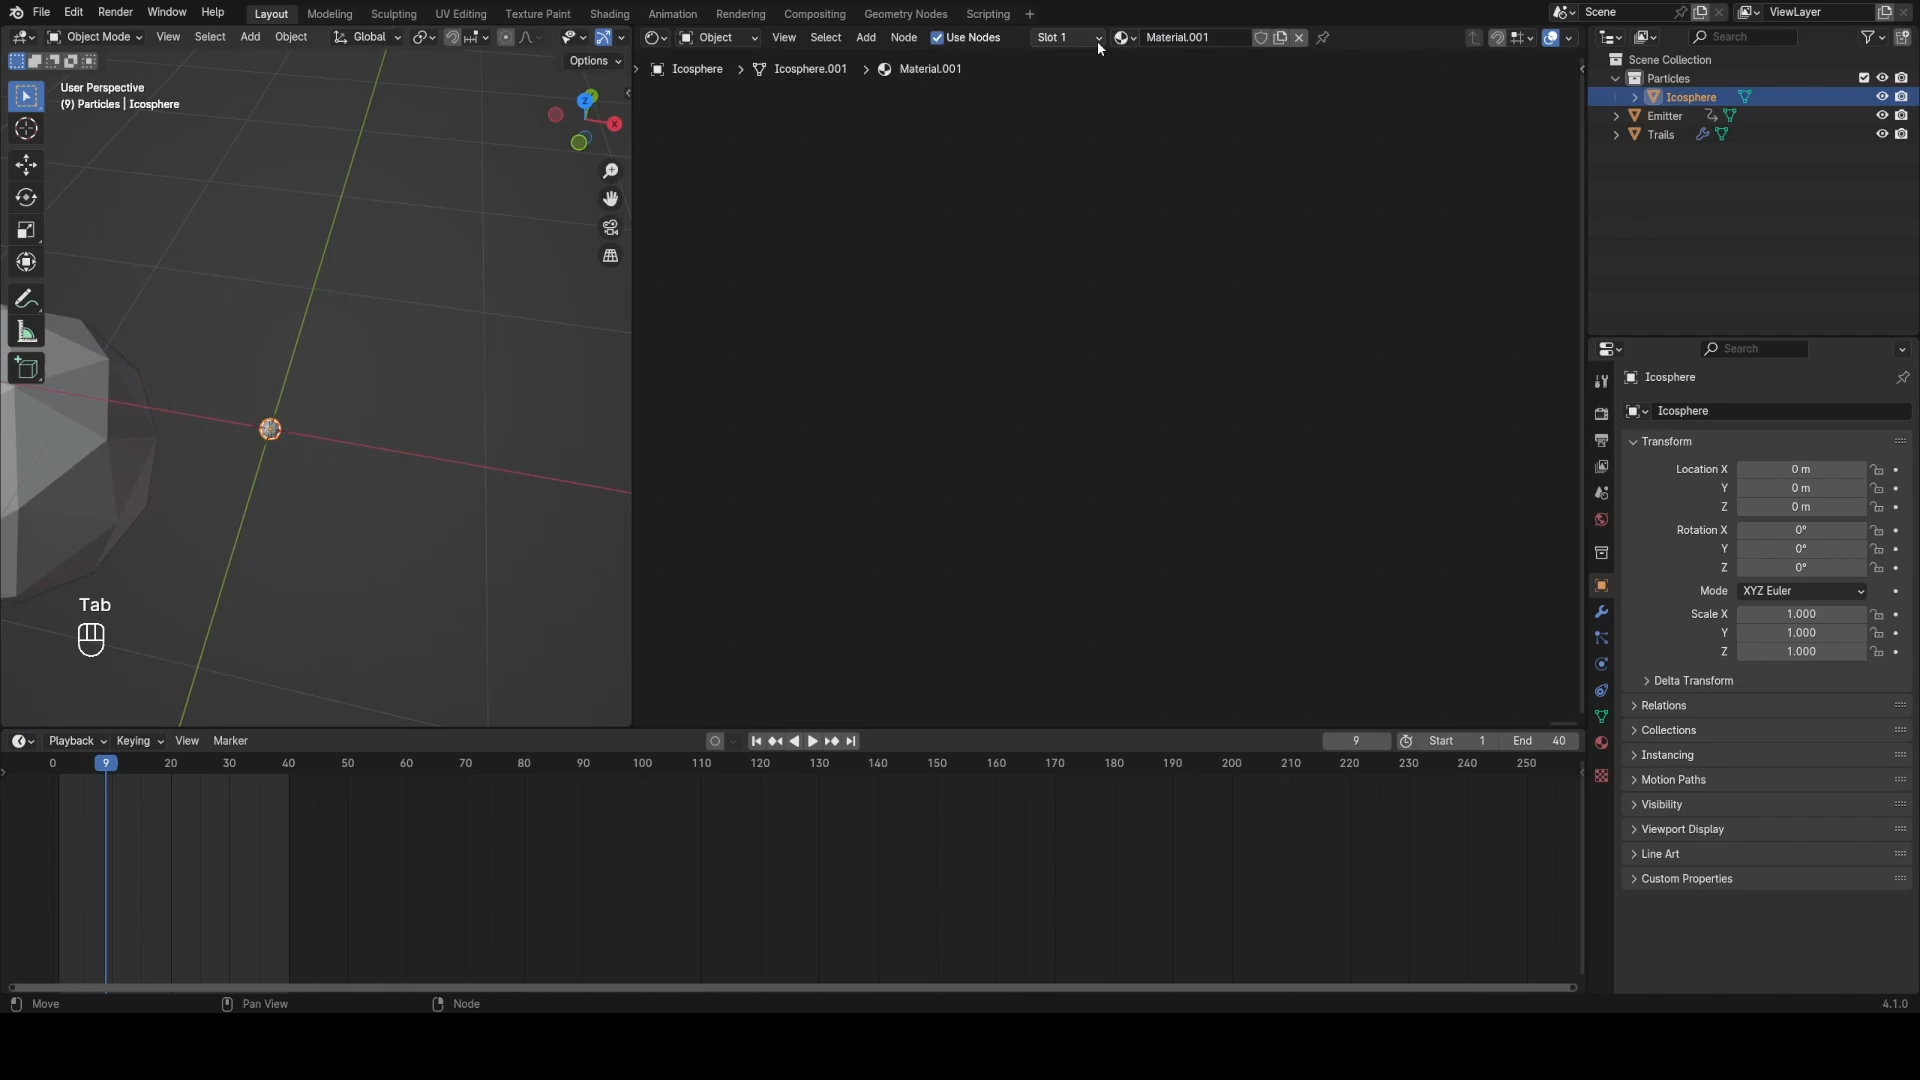 File Edit Render Window Help Layout Modeling Sculpting UV Editing Texture Paint Shading Animation Rendering Compositing Geometry Nodes Scripting + Scene ViewLayer
Object Mode View Select Add Object Global
Options
User Perspective
(9) Particles | Icosphere
Z
X
Object View Select Add Node Use Nodes Slot 1 Material.001
Icosphere > Icosphere.001 > Material.001
Search
Scene Collection
Particles
Icosphere
Emitter
Trails
Search
Icosphere
Icosphere
Transform
Location X 0 m
Y 0 m
Z 0 m
Rotation X 0°
Y 0°
Z 0°
Mode XYZ Euler
Scale X 1.000
Y 1.000
Z 1.000
Delta Transform
Relations
Collections
Instancing
Motion Paths
Visibility
Viewport Display
Line Art
Custom Properties
Tab
Playback Keying View Marker 9 Start 1 End 40
0 9 20 30 40 50 60 70 80 90 100 110 120 130 140 150 160 170 180 190 200 210 220 230 240 250
Move Pan View Node 4.1.0